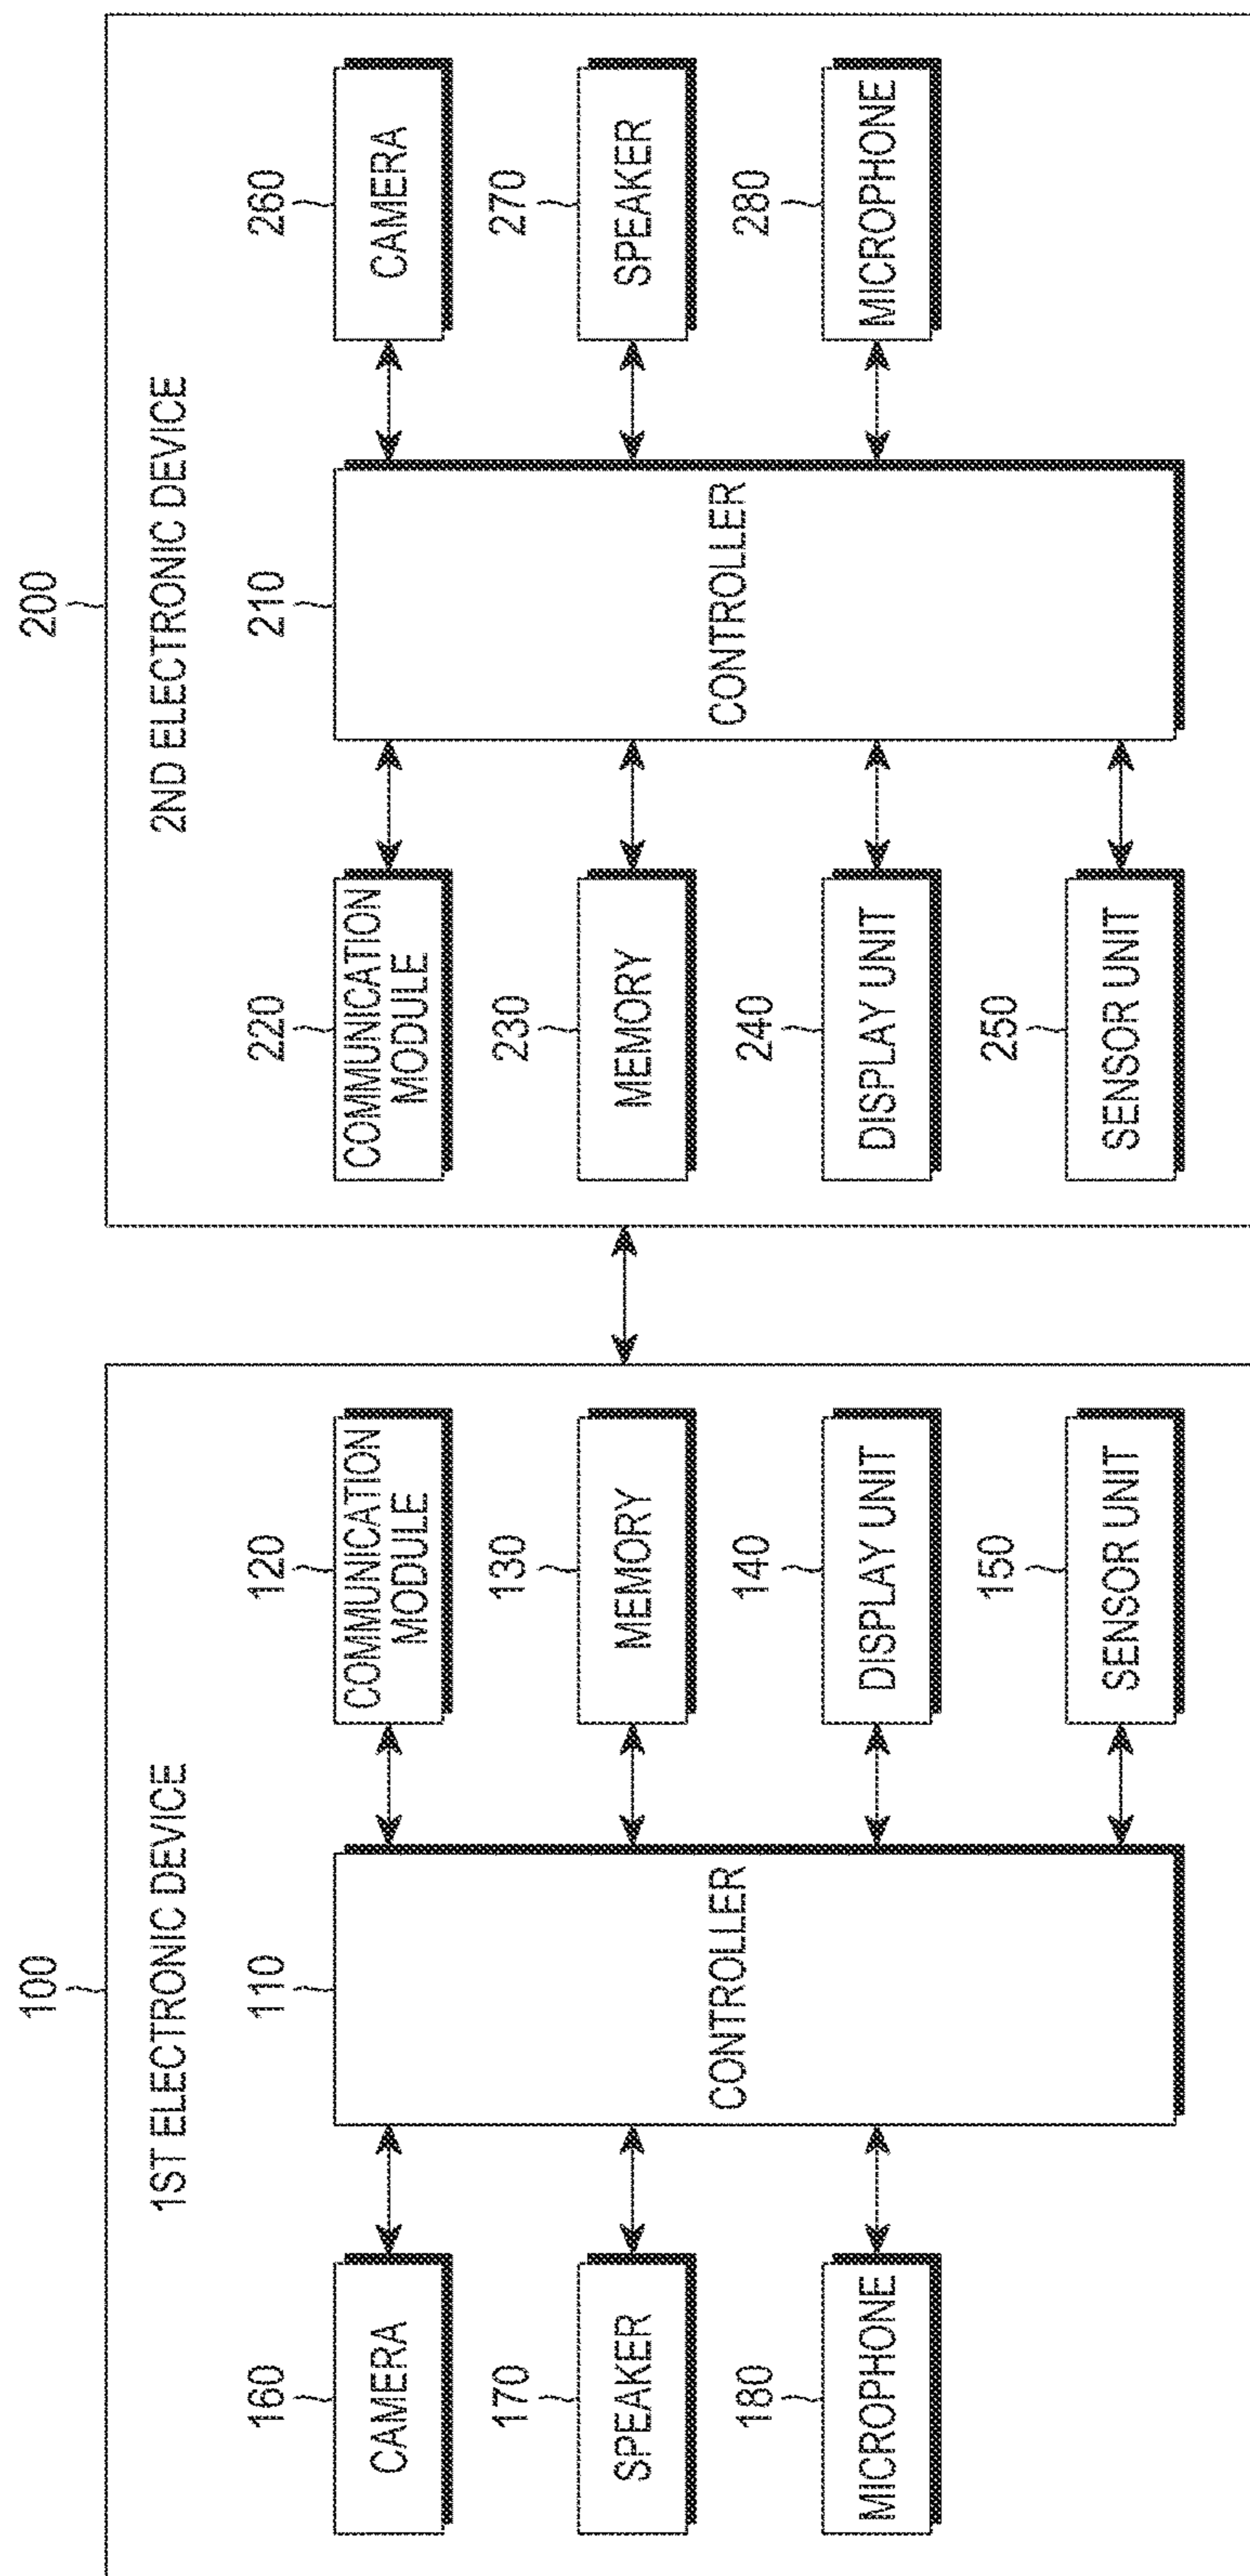 100
1ST ELECTRONIC DEVICE
160
CAMERA
170
SPEAKER
180
MICROPHONE
110
CONTROLLER
120
COMMUNICATION
MODULE
130
MEMORY
140
DISPLAY UNIT
150
SENSOR UNIT
200
2ND ELECTRONIC DEVICE
220
COMMUNICATION
MODULE
230
MEMORY
240
DISPLAY UNIT
250
SENSOR UNIT
210
CONTROLLER
260
CAMERA
270
SPEAKER
280
MICROPHONE